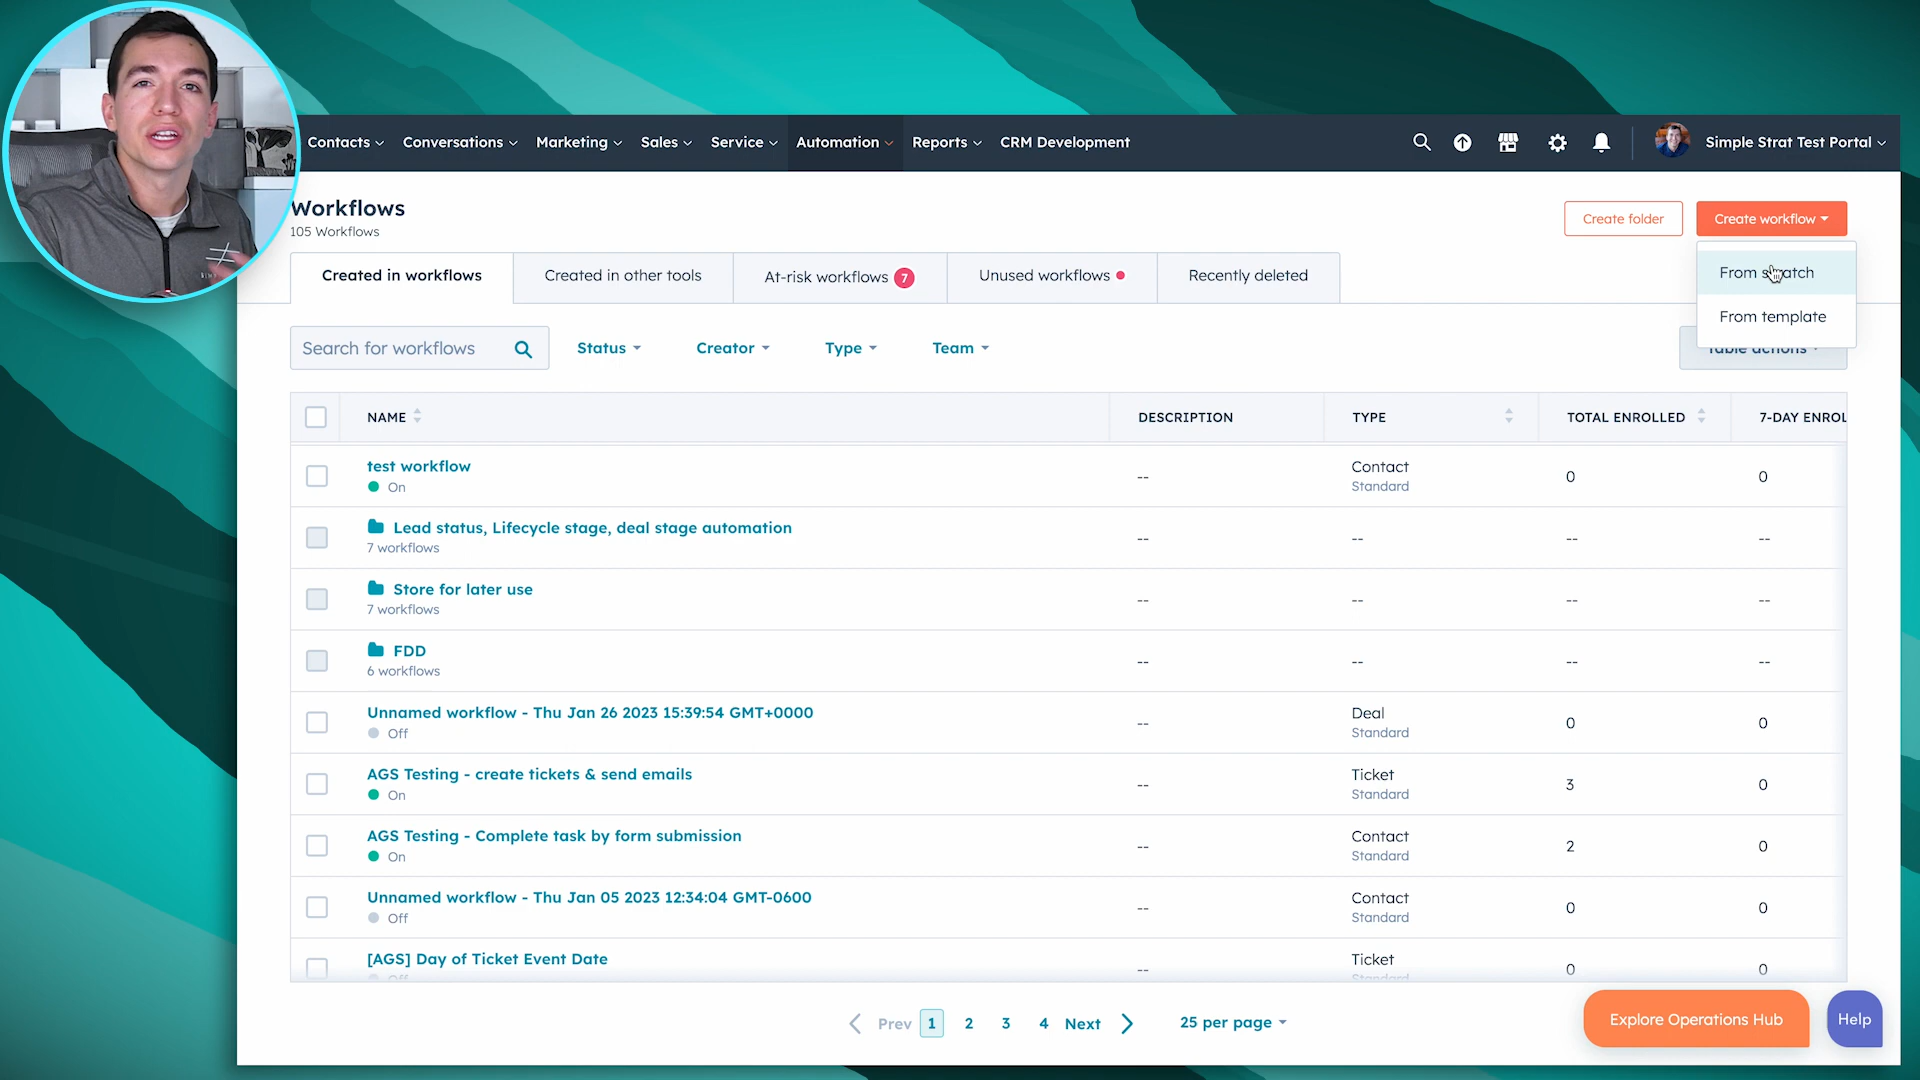 Contacts
Conversations
Marketing
Sales
Service
Automation
Reports
CRM Development
Simple Strat Test Portal
Workflows
105 Workflows
Create folder
Create workflow
From scratch
From template
Created in workflows
Created in other tools
At-risk workflows 7
Unused workflows
Recently deleted
Search for workflows
Status
Creator
Type
Team
Table actions
NAME DESCRIPTION TYPE TOTAL ENROLLED 7-DAY ENROL
test workflow
On
--
Contact
Standard
0
0
Lead status, Lifecycle stage, deal stage automation
7 workflows
--
--
--
--
Store for later use
7 workflows
--
--
--
--
FDD
6 workflows
--
--
--
--
Unnamed workflow - Thu Jan 26 2023 15:39:54 GMT+0000
Off
--
Deal
Standard
0
0
AGS Testing - create tickets & send emails
On
--
Ticket
Standard
3
0
AGS Testing - Complete task by form submission
On
--
Contact
Standard
2
0
Unnamed workflow - Thu Jan 05 2023 12:34:04 GMT-0600
Off
--
Contact
Standard
0
0
[AGS] Day of Ticket Event Date
Off
--
Ticket
Standard
0
0
Prev 1 2 3 4 Next
25 per page
Explore Operations Hub
Help